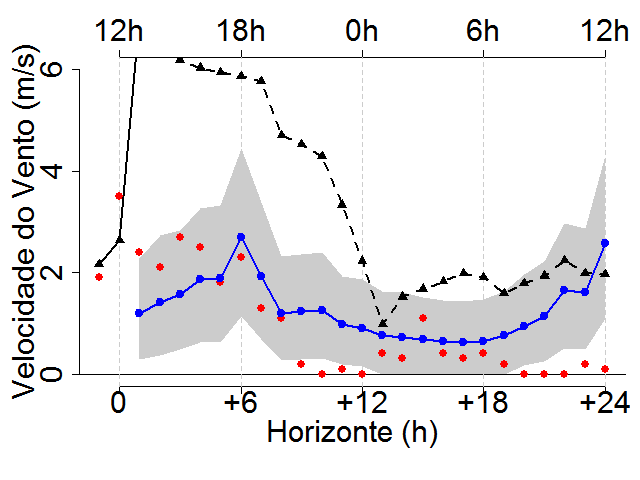 12h 18h 0h 6h 12h
Velocidade do Vento (m/s)
6
4
2
0
0 +6 +12 +18 +24
Horizonte (h)